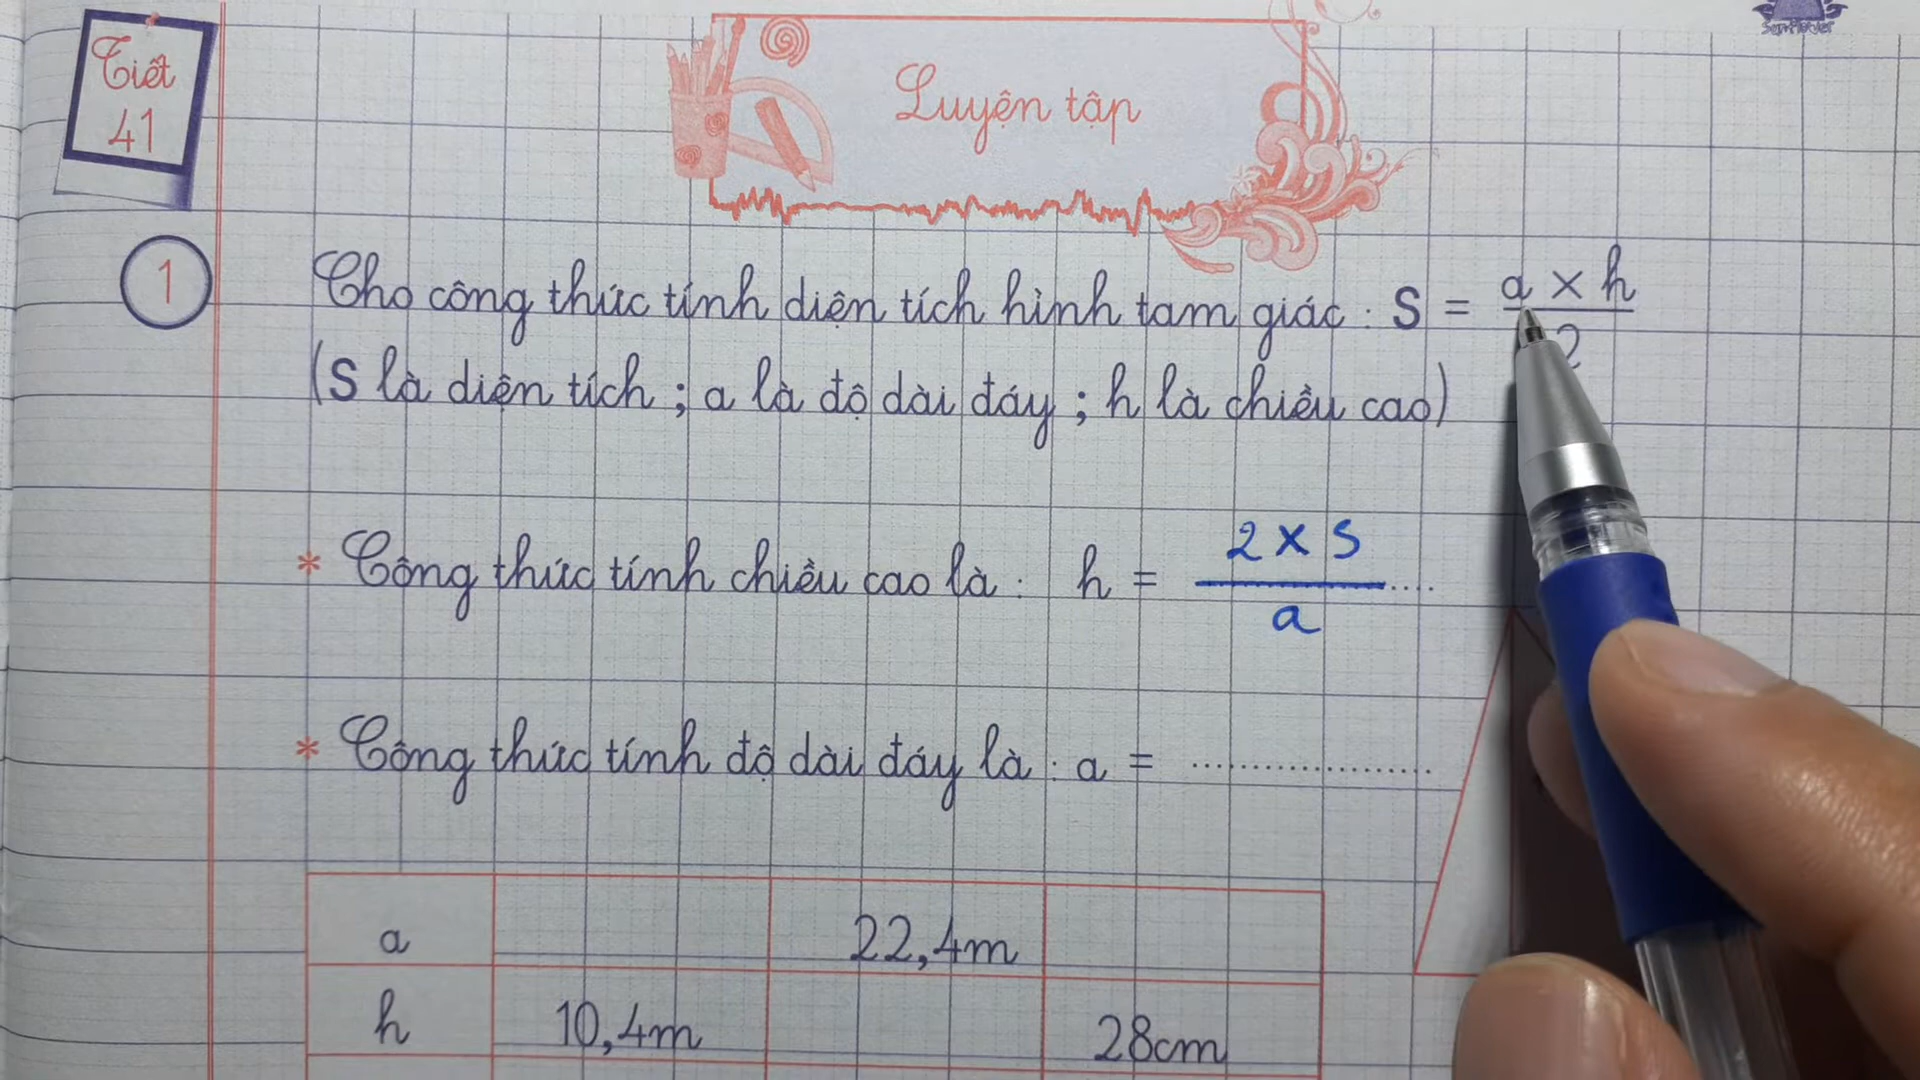 Tiết
41
Luyện tập
Sunflower
1
Cho công thức tính diện tích hình tam giác : S = a × h
2
(S là diện tích ; a là độ dài đáy ; h là chiều cao)
2 × S
* Công thức tính chiều cao là : h = ....
a
* Công thức tính độ dài đáy là : a = ....................
a 22,4m
h 10,4m 28cm